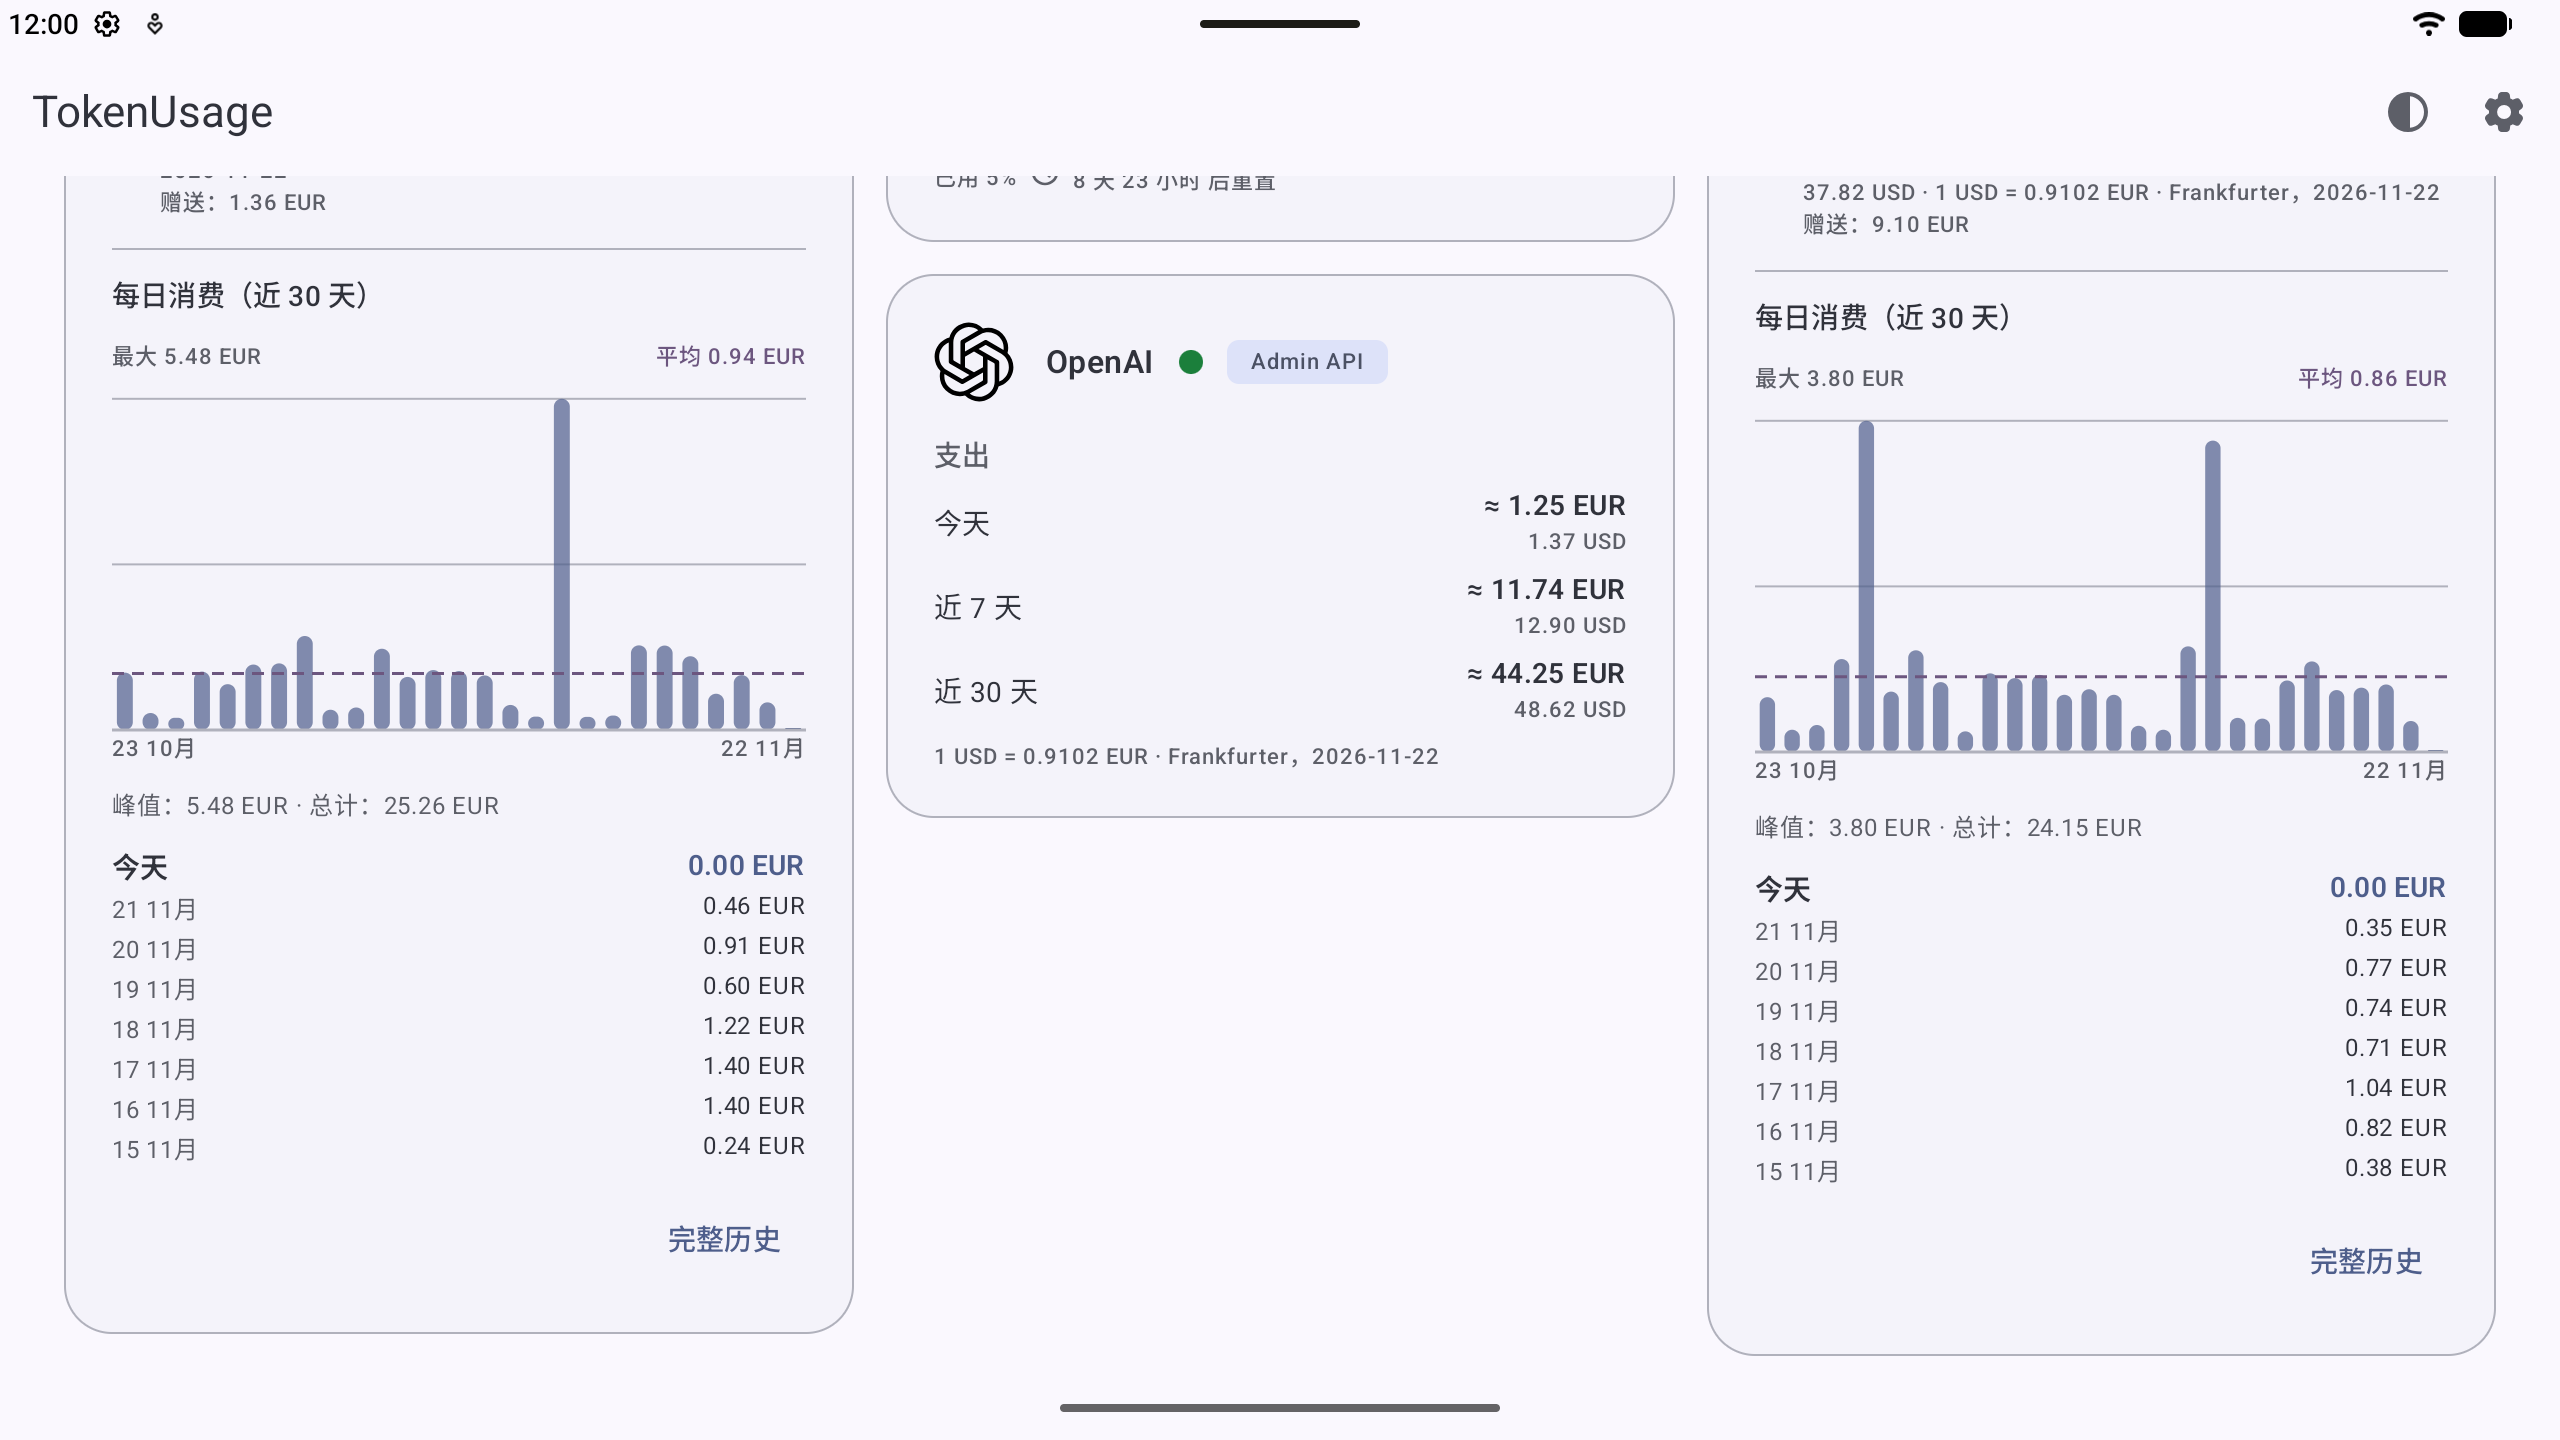 12:00
TokenUsage
赠送：1.36 EUR
每日消费（近 30 天）
最大 5.48 EUR
平均 0.94 EUR
23 10月
22 11月
峰值：5.48 EUR · 总计：25.26 EUR
今天
0.00 EUR
21 11月
0.46 EUR
20 11月
0.91 EUR
19 11月
0.60 EUR
18 11月
1.22 EUR
17 11月
1.40 EUR
16 11月
1.40 EUR
15 11月
0.24 EUR
完整历史
已用 5% 8 天 23 小时 后重置
OpenAI
Admin API
支出
今天
≈ 1.25 EUR
1.37 USD
近 7 天
≈ 11.74 EUR
12.90 USD
近 30 天
≈ 44.25 EUR
48.62 USD
1 USD = 0.9102 EUR · Frankfurter，2026-11-22
37.82 USD · 1 USD = 0.9102 EUR · Frankfurter，2026-11-22
赠送：9.10 EUR
每日消费（近 30 天）
最大 3.80 EUR
平均 0.86 EUR
23 10月
22 11月
峰值：3.80 EUR · 总计：24.15 EUR
今天
0.00 EUR
21 11月
0.35 EUR
20 11月
0.77 EUR
19 11月
0.74 EUR
18 11月
0.71 EUR
17 11月
1.04 EUR
16 11月
0.82 EUR
15 11月
0.38 EUR
完整历史